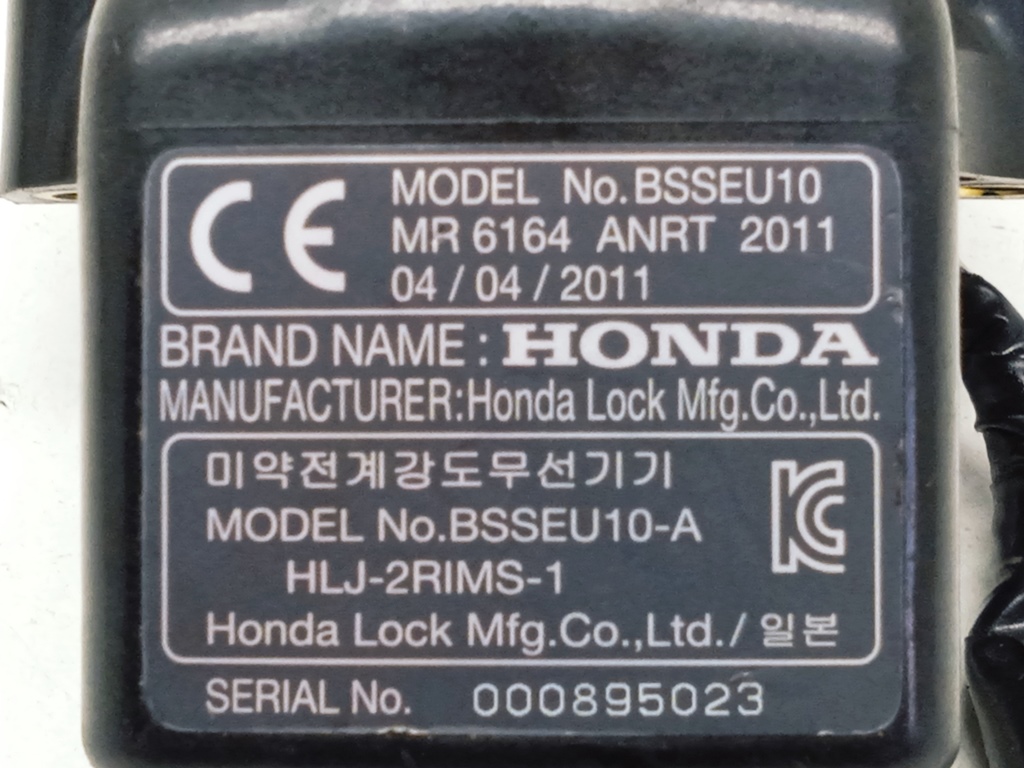 CE
MODEL No.BSSEU10
MR 6164 ANRT 2011
04/04/2011
BRAND NAME : HONDA
MANUFACTURER:Honda Lock Mfg.Co.,Ltd.
미약전계강도무선기기
MODEL No.BSSEU10-A
HLJ-2RIMS-1
Honda Lock Mfg.Co.,Ltd./일본
KC
SERIAL No. 000895023